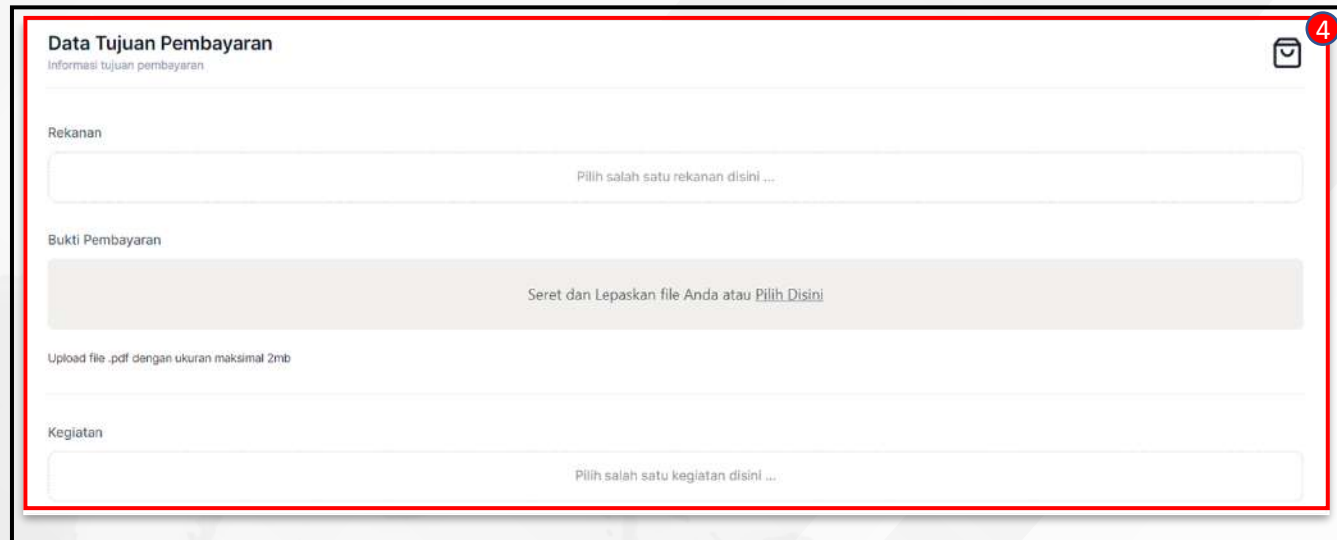 4
Data Tujuan Pembayaran
Informasi tujuan pembayaran
Rekanan
Pilih salah satu rekanan disini ...
Bukti Pembayaran
Seret dan Lepaskan file Anda atau Pilih Disini
Upload file .pdf dengan ukuran maksimal 2mb
Kegiatan
Pilih salah satu kegiatan disini ...